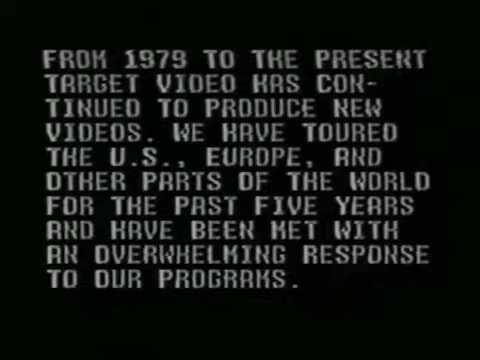 FROM 1979 TO THE PRESENT
TARGET VIDEO HAS CON-
TINUED TO PRODUCE NEW
VIDEOS. WE HAVE TOURED
THE U.S., EUROPE, AND
OTHER PARTS OF THE WORLD
FOR THE PAST FIVE YEARS
AND HAVE BEEN MET WITH
AN OVERWHELMING RESPONSE
TO OUR PROGRAMS.